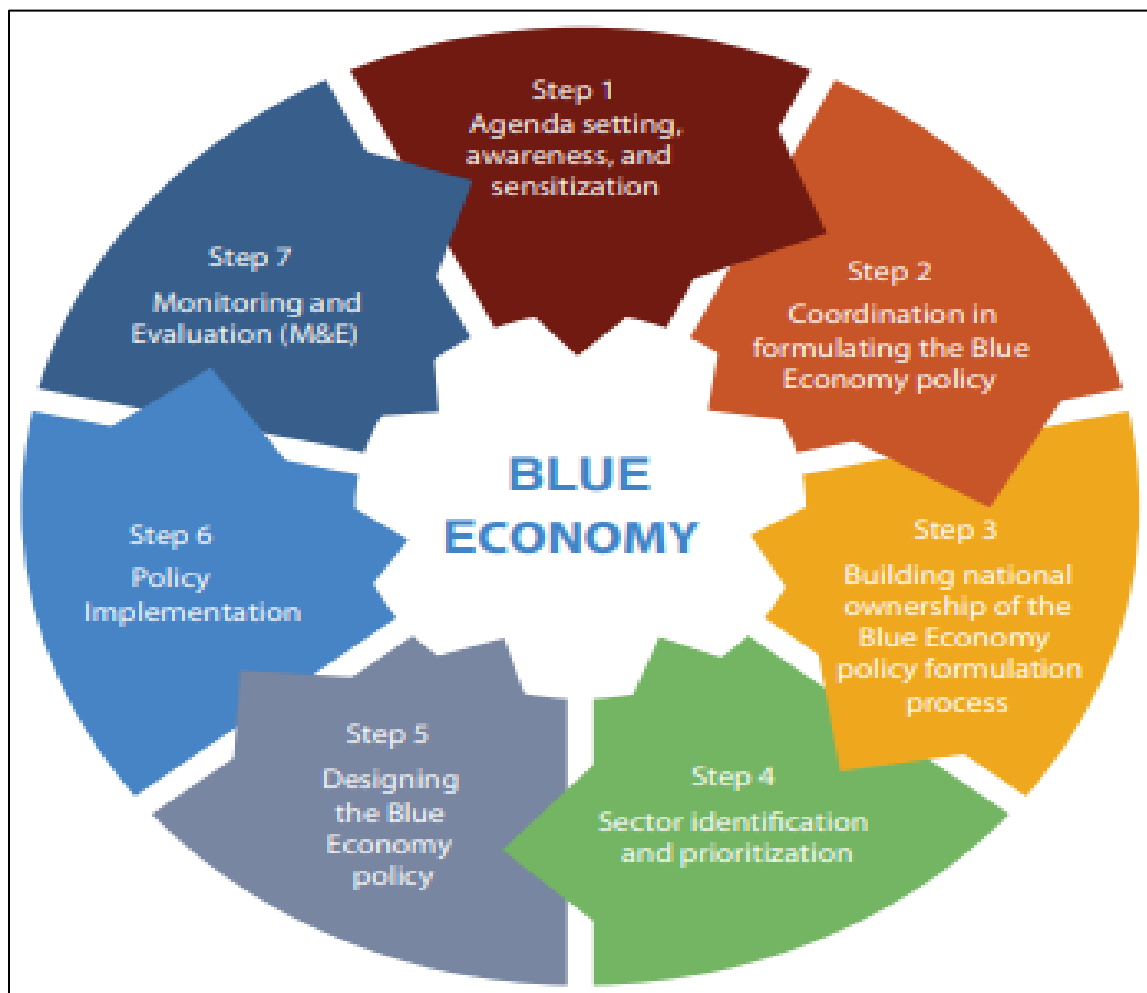 Step 1
Agenda setting,
awareness, and
sensitization
Step 2
Coordination in
formulating the Blue
Economy policy
Step 3
Building national
ownership of the
Blue Economy
policy formulation
process
Step 4
Sector identification
and prioritization
Step 5
Designing
the Blue
Economy
policy
Step 6
Policy
Implementation
Step 7
Monitoring and
Evaluation (M&E)
BLUE
ECONOMY